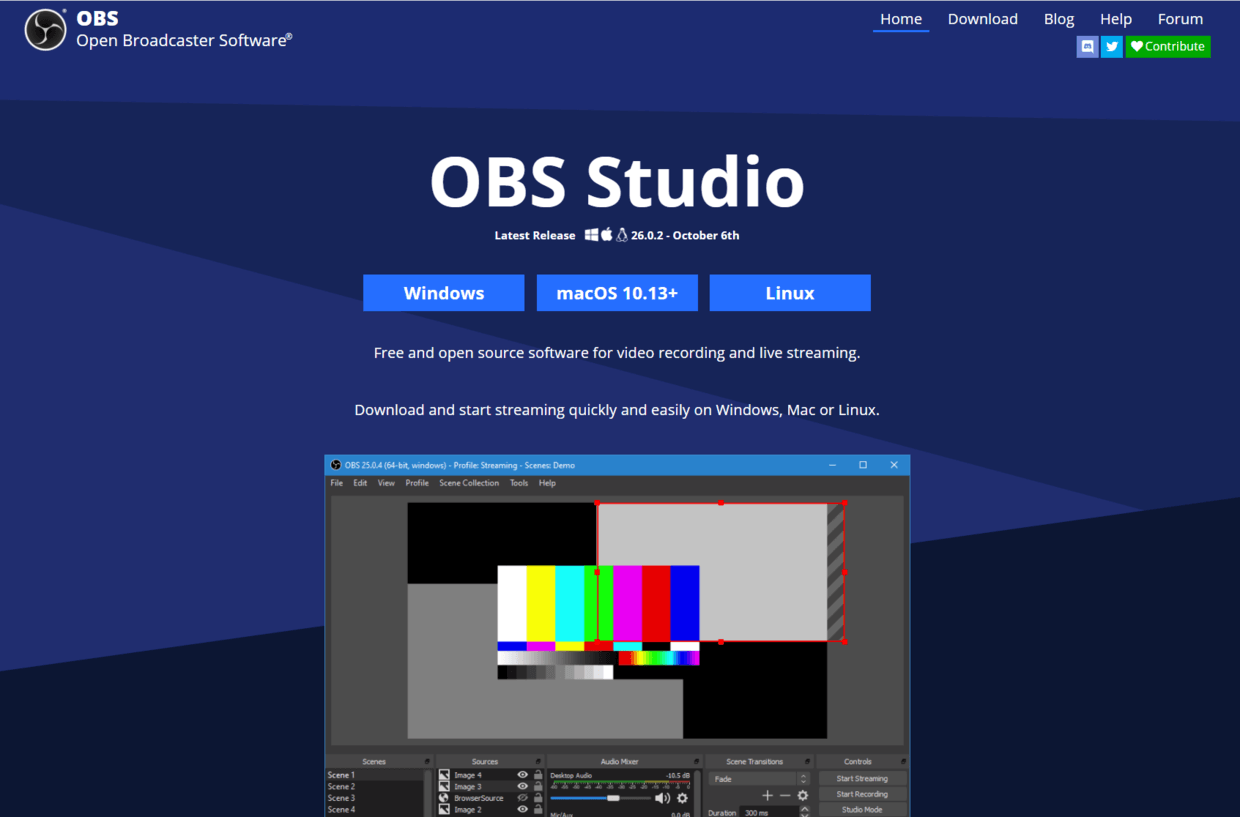 OBS
Open Broadcaster Software®
Home Download Blog Help Forum
Contribute
OBS Studio
Latest Release 26.0.2 - October 6th
Windows macOS 10.13+ Linux
Free and open source software for video recording and live streaming.
Download and start streaming quickly and easily on Windows, Mac or Linux.
OBS 25.0.4 (64-bit, windows) - Profile: Streaming - Scenes: Demo
File Edit View Profile Scene Collection Tools Help
Scenes Sources Audio Mixer Scene Transitions Controls
Scene 1 Image 4 Desktop Audio -10.5 dB Fade Start Streaming
Scene 2 Image 3
Scene 3 BrowserSource Start Recording
Scene 4 Image 2 Mic/Aux 0.0 dB Duration 300 ms Studio Mode